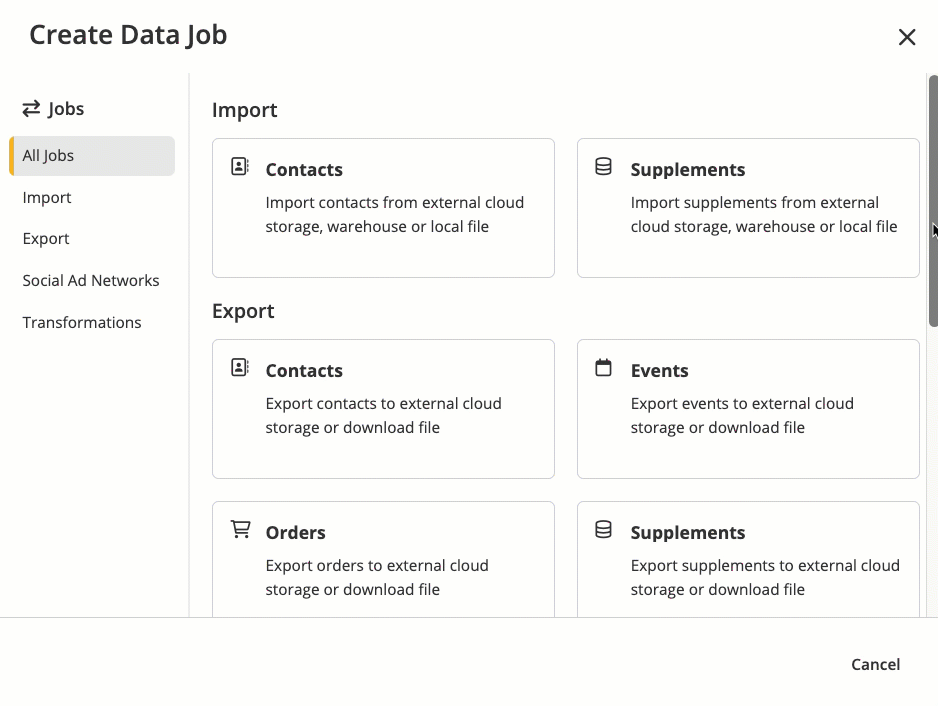 Create Data Job
Jobs
All Jobs
Import
Export
Social Ad Networks
Transformations
Import
Contacts
Import contacts from external cloud
storage, warehouse or local file
Supplements
Import supplements from external
cloud storage, warehouse or local file
Export
Contacts
Export contacts to external cloud
storage or download file
Events
Export events to external cloud
storage or download file
Orders
Export orders to external cloud
storage or download file
Supplements
Export supplements to external cloud
storage or download file
Cancel